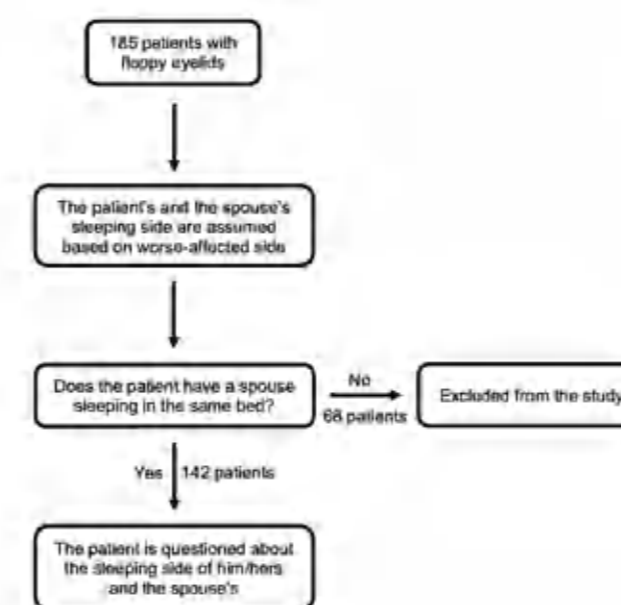 185 patients with
floppy eyelids
The patient's and the spouse's
sleeping side are assumed
based on worse-affected side
Does the patient have a spouse
sleeping in the same bed?
No
68 patients
Excluded from the study
Yes
142 patients
The patient is questioned about
the sleeping side of him/hers
and the spouse's